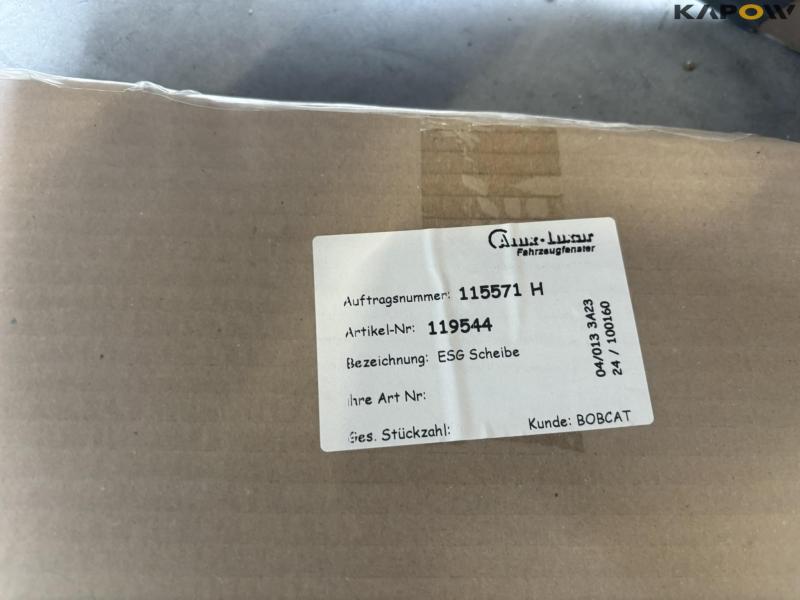 KAPOW
Fahrzeugfenster
Auftragsnummer: 115571 H
Artikel-Nr: 119544
Bezeichnung: ESG Scheibe
Ihre Art Nr:
Ges. Stückzahl:
Kunde: BOBCAT
04/013 3A23
24 / 100160